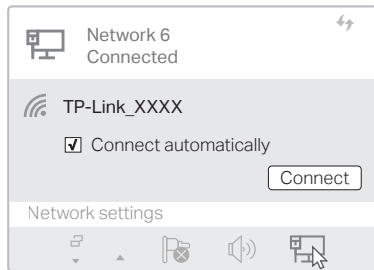 Network 6
Connected
TP-Link_XXXX
Connect automatically
Connect
Network settings